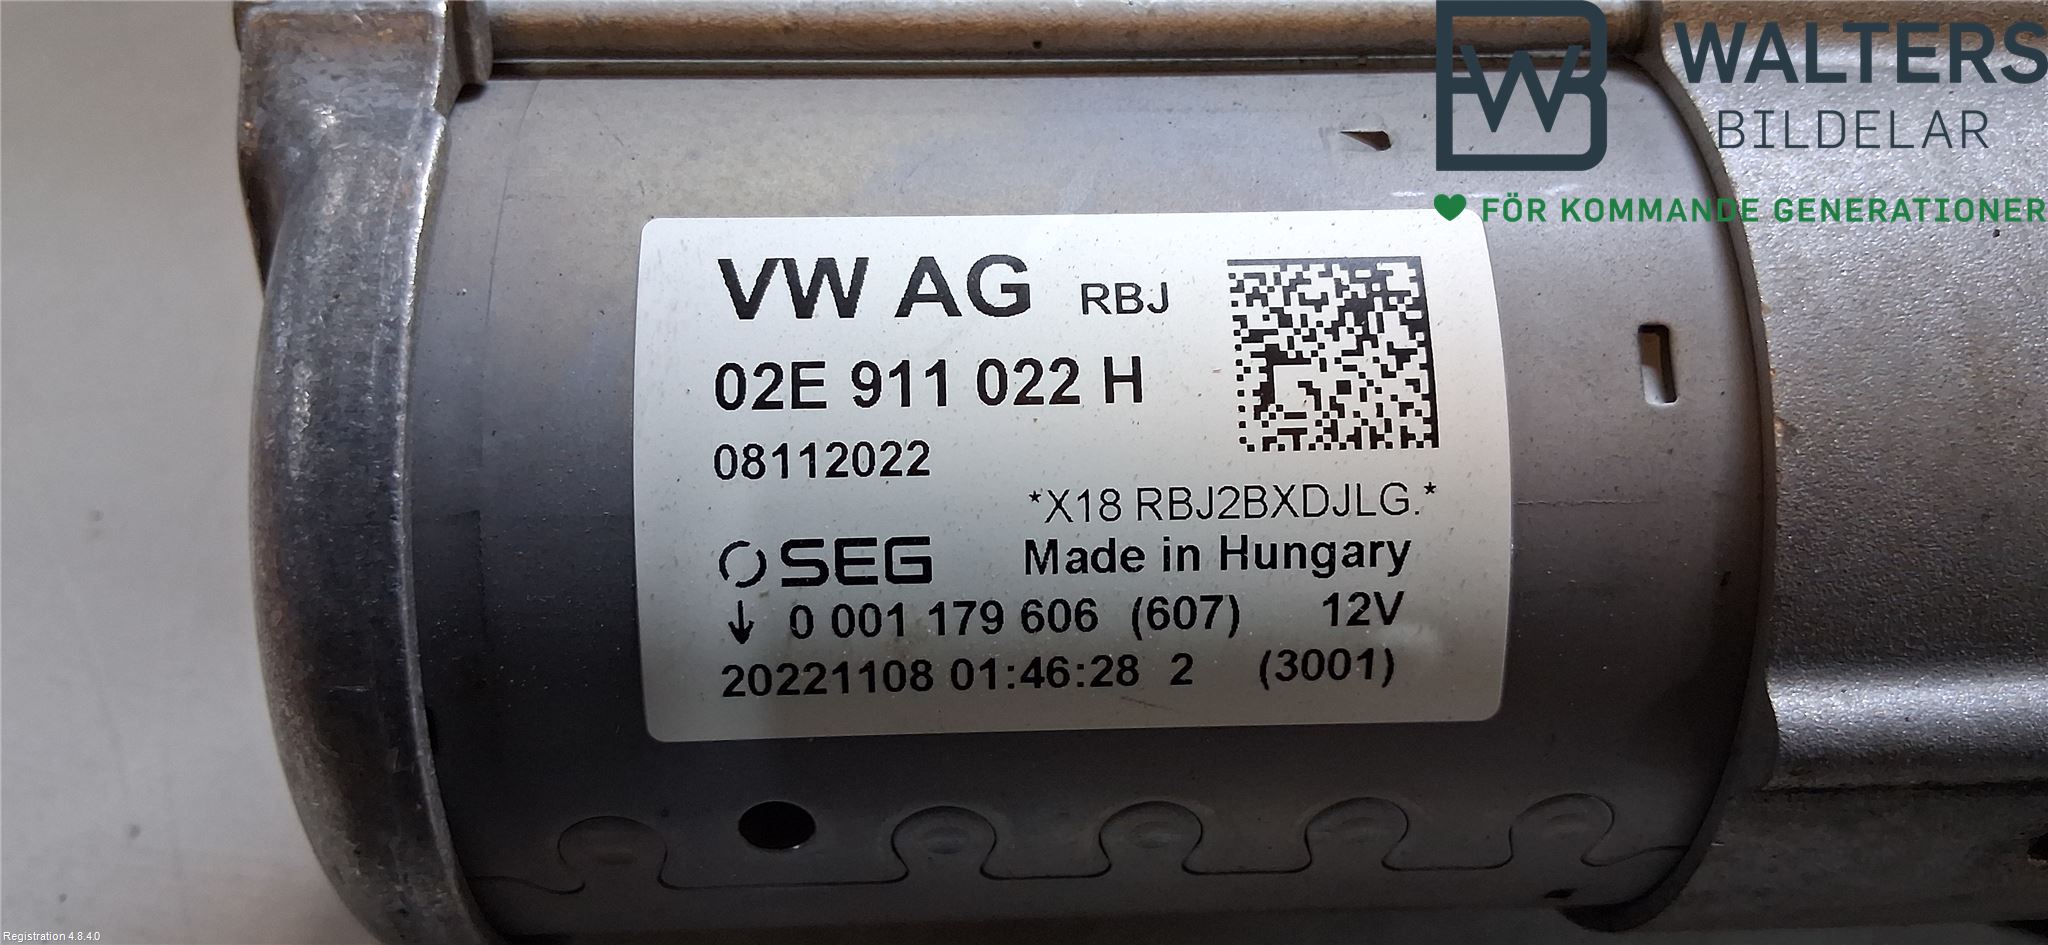 WALTERS
BILDELAR
FÖR KOMMANDE GENERATIONER
VW AG RBJ
02E 911 022 H
08112022
*X18 RBJ2BXDJLG.*
SEG Made in Hungary
↓ 0 001 179 606 (607) 12V
20221108 01:46:28 2 (3001)
Registration 4.8.4.0